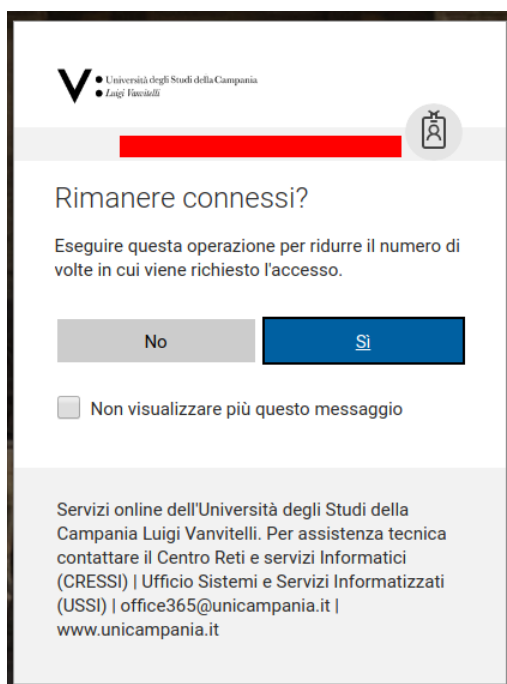 V
Università degli Studi della Campania
Luigi Vanvitelli
Rimanere connessi?
Eseguire questa operazione per ridurre il numero di
volte in cui viene richiesto l'accesso.
No
Sì
Non visualizzare più questo messaggio
Servizi online dell'Università degli Studi della
Campania Luigi Vanvitelli. Per assistenza tecnica
contattare il Centro Reti e servizi Informatici
(CRESSI) | Ufficio Sistemi e Servizi Informatizzati
(USSI) | office365@unicampania.it |
www.unicampania.it